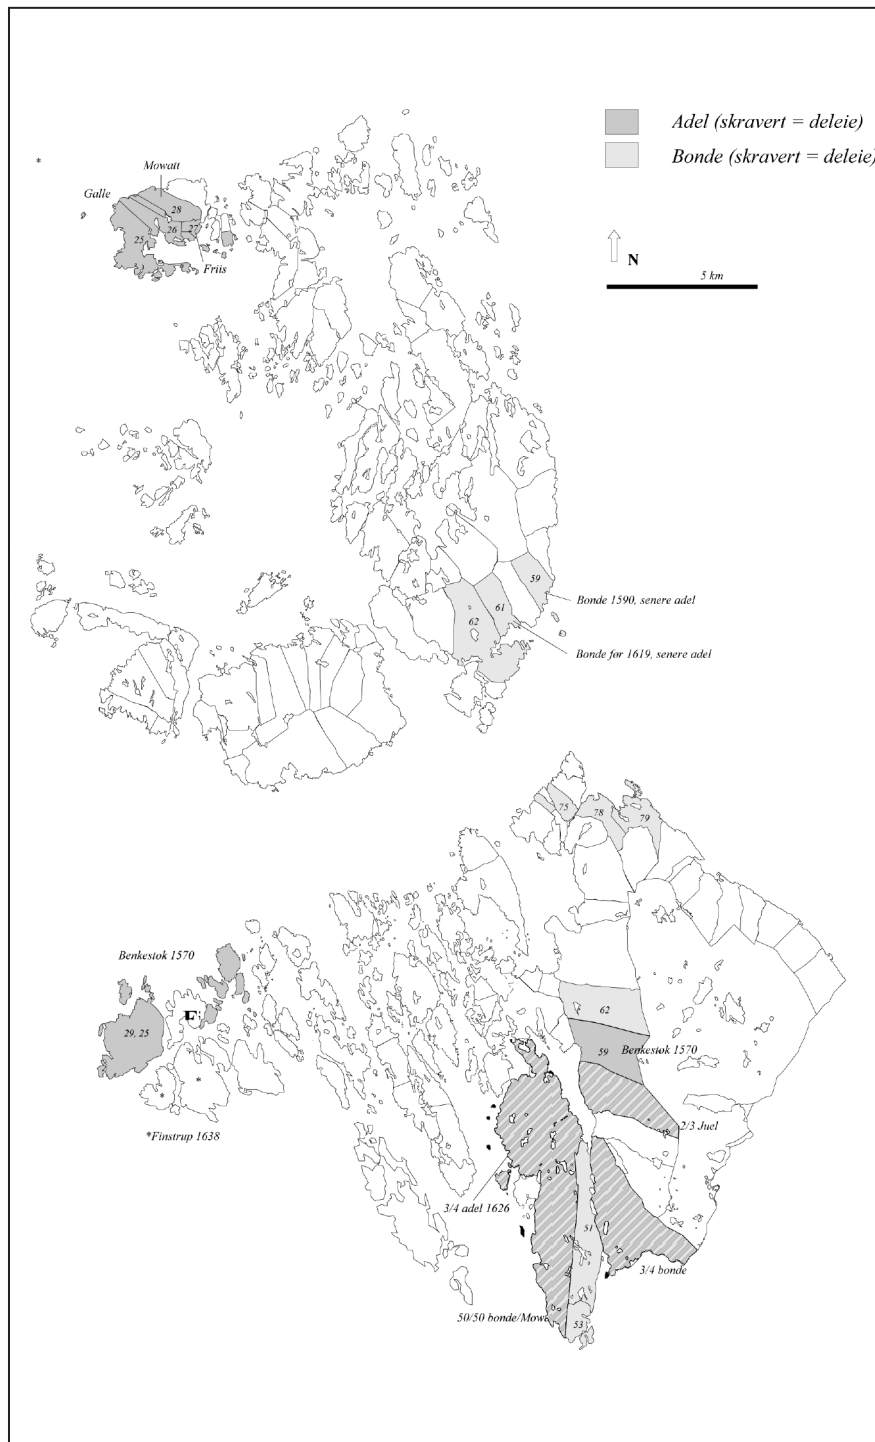 Adel (skravert = deleie)
Bonde (skravert = deleie)
*
Mowatt
Galle
28
26
27
25
Friis
N
5 km
59
Bonde 1590, senere adel
61
62
Bonde før 1619, senere adel
75
78
79
Benkestok 1570
29, 25
*
*
*Finstrup 1638
62
59
Benkestok 1570
2/3 Juel
3/4 adel 1626
51
3/4 bonde
50/50 bonde/Mowa
53